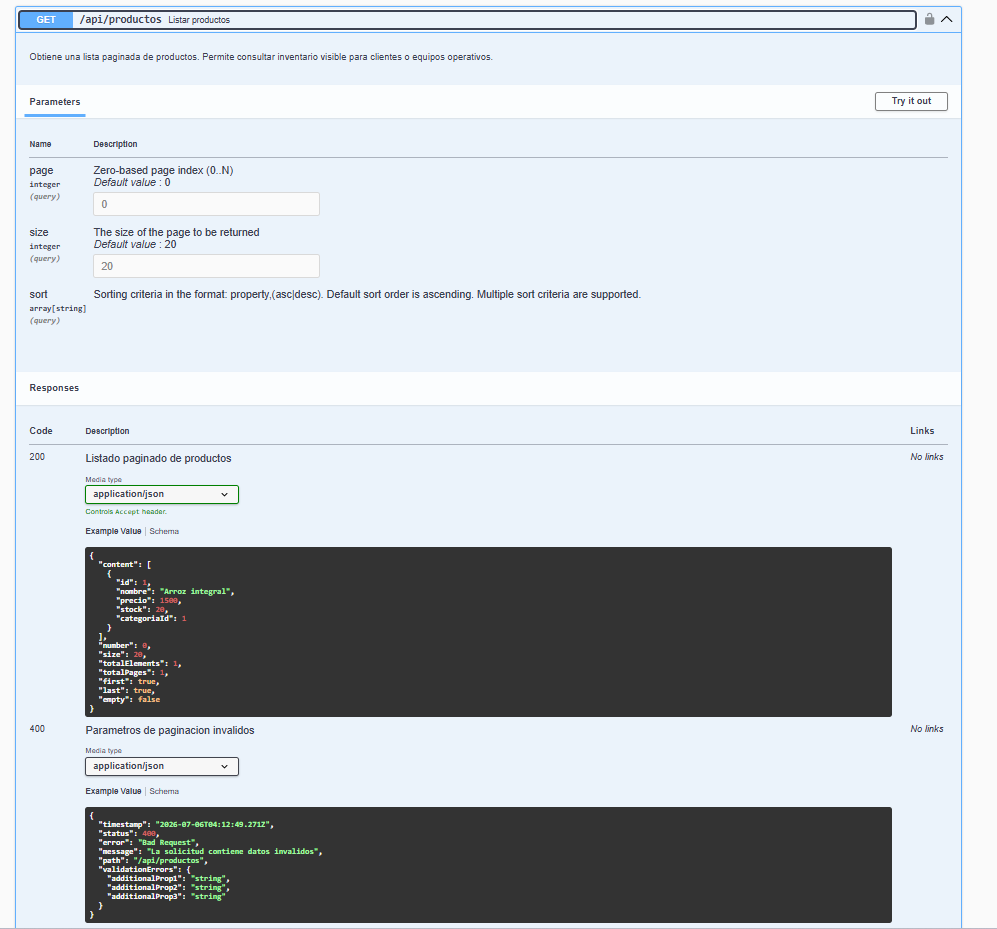 GET /api/productos Listar productos
Obtiene una lista paginada de productos. Permite consultar inventario visible para clientes o equipos operativos.
Parameters
Try it out
Name Description
page Zero-based page index (0..N)
integer Default value : 0
(query)
0
size The size of the page to be returned
integer Default value : 20
(query)
20
sort Sorting criteria in the format: property,(asc|desc). Default sort order is ascending. Multiple sort criteria are supported.
array[string]
(query)
Responses
Code Description Links
200 Listado paginado de productos No links
Media type
application/json
Controls Accept header.
Example Value | Schema
{
"content": [
{
"id": 1,
"nombre": "Arroz integral",
"precio": 1500,
"stock": 20,
"categoriaId": 1
}
],
"number": 0,
"size": 20,
"totalElements": 1,
"totalPages": 1,
"first": true,
"last": true,
"empty": false
}
400 Parametros de paginacion invalidos No links
Media type
application/json
Example Value | Schema
{
"timestamp": "2026-07-06T04:12:49.271Z",
"status": 400,
"error": "Bad Request",
"message": "La solicitud contiene datos invalidos",
"path": "/api/productos",
"validationErrors": {
"additionalProp1": "string",
"additionalProp2": "string",
"additionalProp3": "string"
}
}